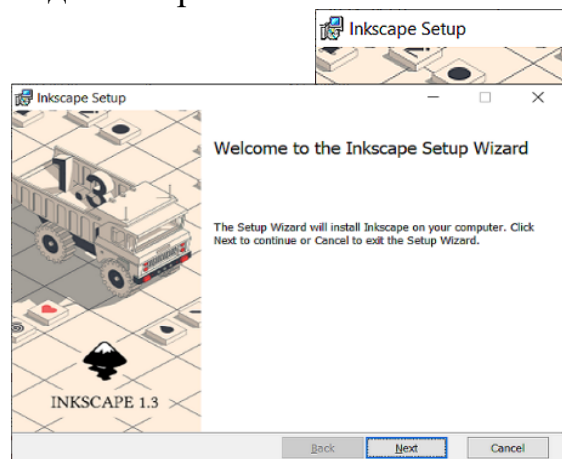 Inkscape Setup
Inkscape Setup
Welcome to the Inkscape Setup Wizard
1.3
The Setup Wizard will install Inkscape on your computer. Click
Next to continue or Cancel to exit the Setup Wizard.
INKSCAPE 1.3
Back Next Cancel